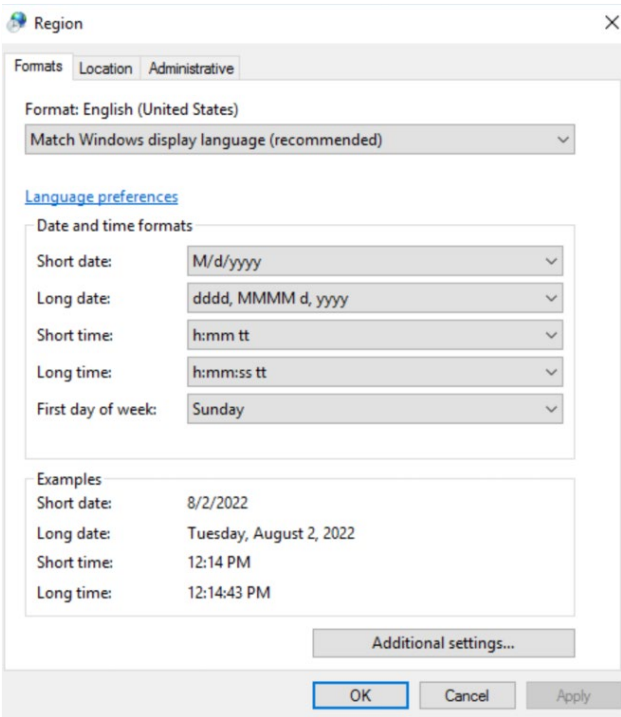 Region
Formats Location Administrative
Format: English (United States)
Match Windows display language (recommended)
Language preferences
Date and time formats
Short date: M/d/yyyy
Long date: dddd, MMMM d, yyyy
Short time: h:mm tt
Long time: h:mm:ss tt
First day of week: Sunday
Examples
Short date: 8/2/2022
Long date: Tuesday, August 2, 2022
Short time: 12:14 PM
Long time: 12:14:43 PM
Additional settings...
OK Cancel Apply